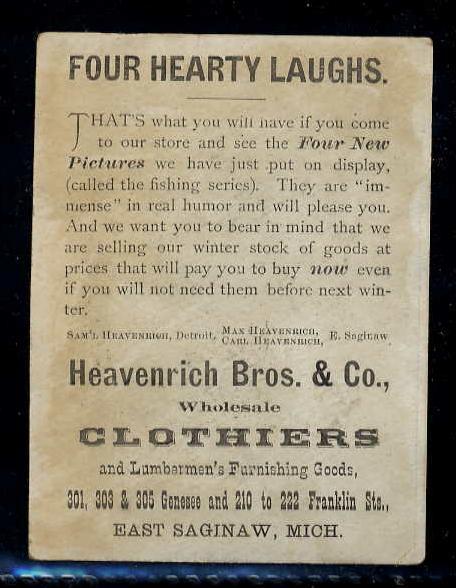 FOUR HEARTY LAUGHS.
THAT'S what you will have if you come
to our store and see the Four New
Pictures we have just put on display,
(called the fishing series). They are "im-
mense" in real humor and will please you.
And we want you to bear in mind that we
are selling our winter stock of goods at
prices that will pay you to buy now even
if you will not need them before next win-
ter.
SAM'L HEAVENRICH, Detroit, MAX HEAVENRICH, CARL HEAVENRICH, E. Saginaw
Heavenrich Bros. & Co.,
Wholesale
CLOTHIERS
and Lumbermen's Furnishing Goods,
301, 303 & 305 Genesee and 210 to 222 Franklin Sts.,
EAST SAGINAW, MICH.